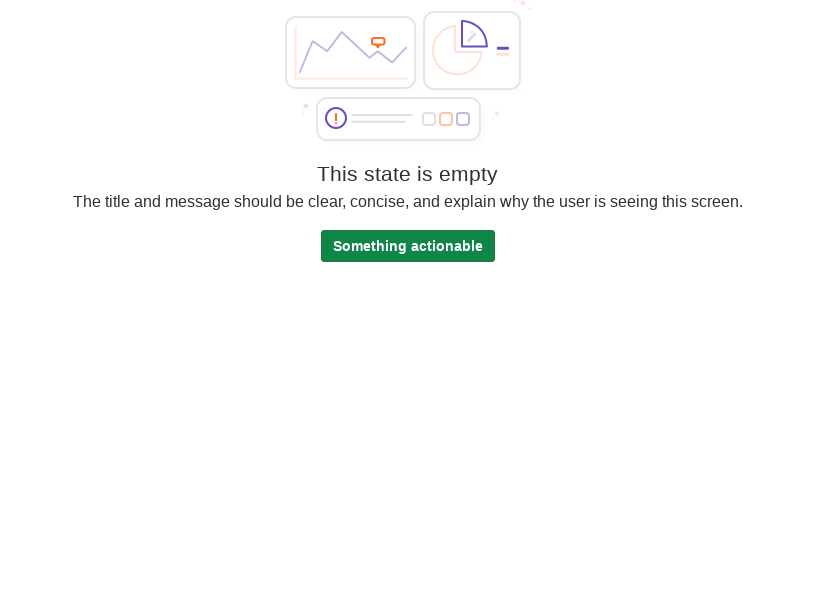 This state is empty
The title and message should be clear, concise, and explain why the user is seeing this screen.
Something actionable